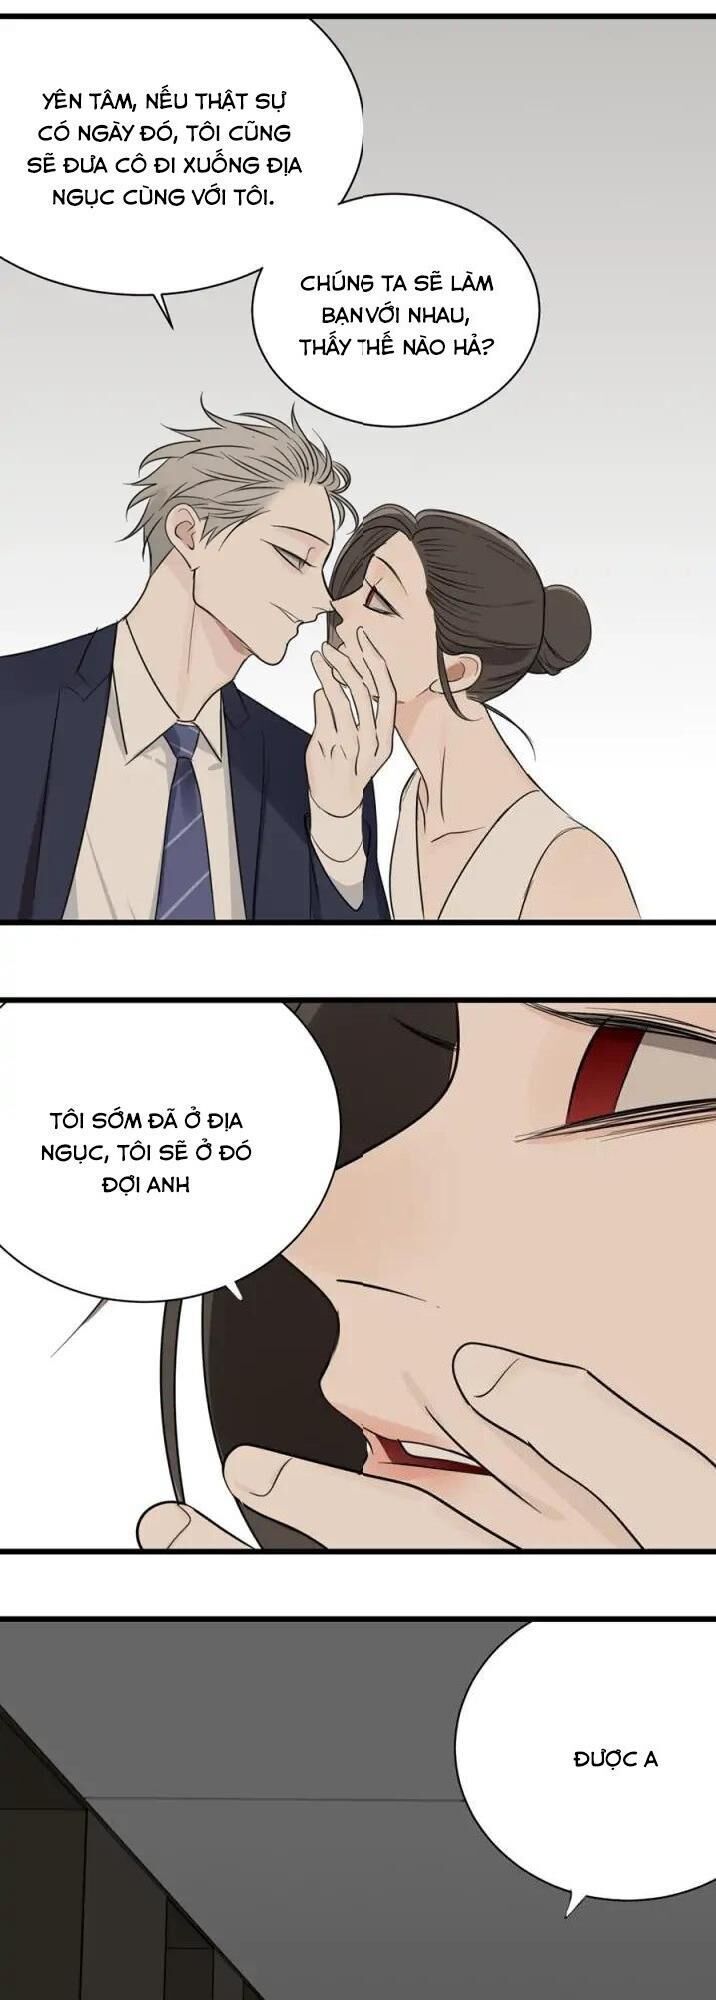 YÊN TÂM, NẾU THẬT SỰ
CÓ NGÀY ĐÓ, TÔI CŨNG
SẼ ĐƯA CÔ ĐI XUỐNG ĐỊA
NGỤC CÙNG VỚI TÔI.
CHÚNG TA SẼ LÀM
BẠN VỚI NHAU,
THẤY THẾ NÀO HẢ?
TÔI SỚM ĐÃ Ở ĐỊA
NGỤC, TÔI SẼ Ở ĐÓ
ĐỢI ANH
ĐƯỢC A